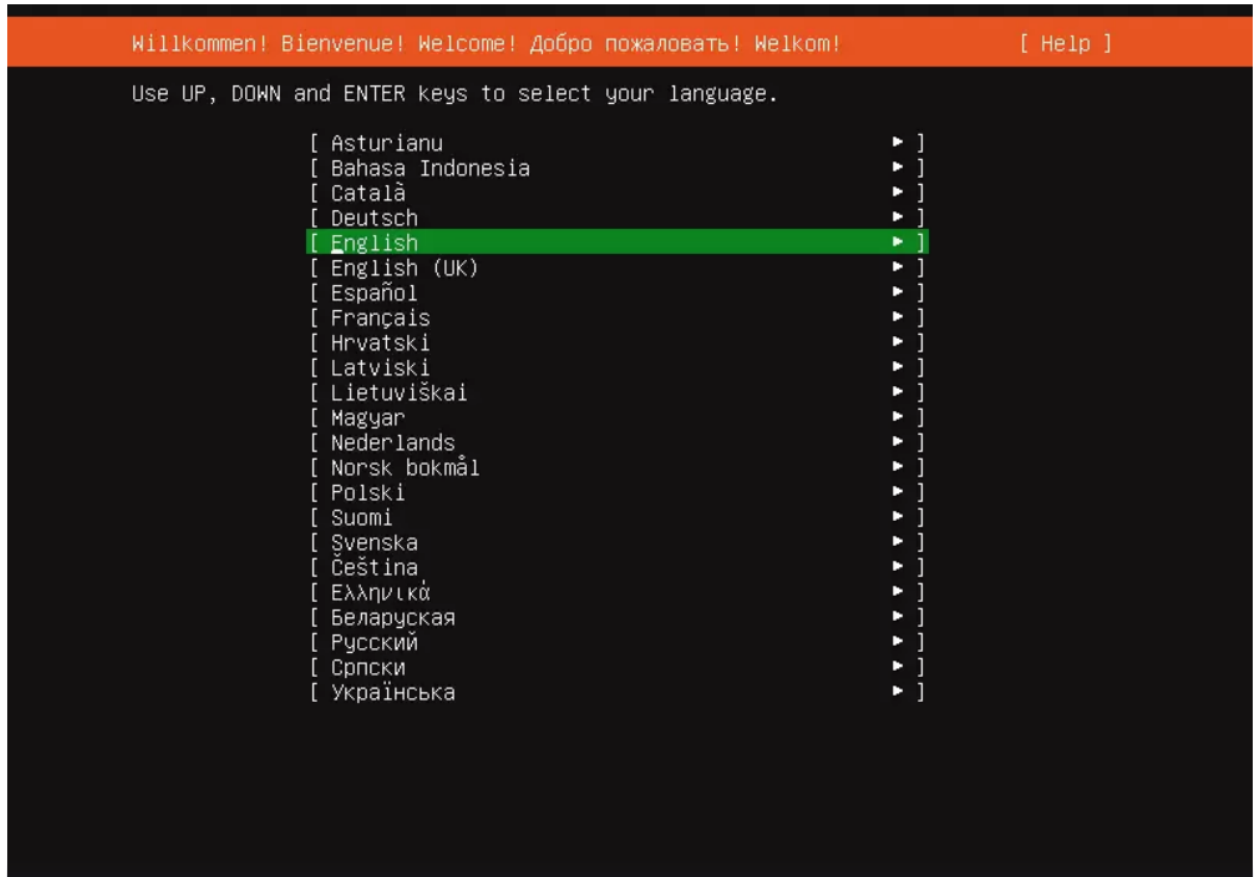 Willkommen! Bienvenue! Welcome! Добро пожаловать! Welkom! [ Help ]
Use UP, DOWN and ENTER keys to select your language.
[ Asturianu ▸ ]
[ Bahasa Indonesia ▸ ]
[ Català ▸ ]
[ Deutsch ▸ ]
[ English ▸ ]
[ English (UK) ▸ ]
[ Español ▸ ]
[ Français ▸ ]
[ Hrvatski ▸ ]
[ Latviski ▸ ]
[ Lietuviškai ▸ ]
[ Magyar ▸ ]
[ Nederlands ▸ ]
[ Norsk bokmål ▸ ]
[ Polski ▸ ]
[ Suomi ▸ ]
[ Svenska ▸ ]
[ Čeština ▸ ]
[ Ελληνικά ▸ ]
[ Беларуская ▸ ]
[ Русский ▸ ]
[ Српски ▸ ]
[ Українська ▸ ]